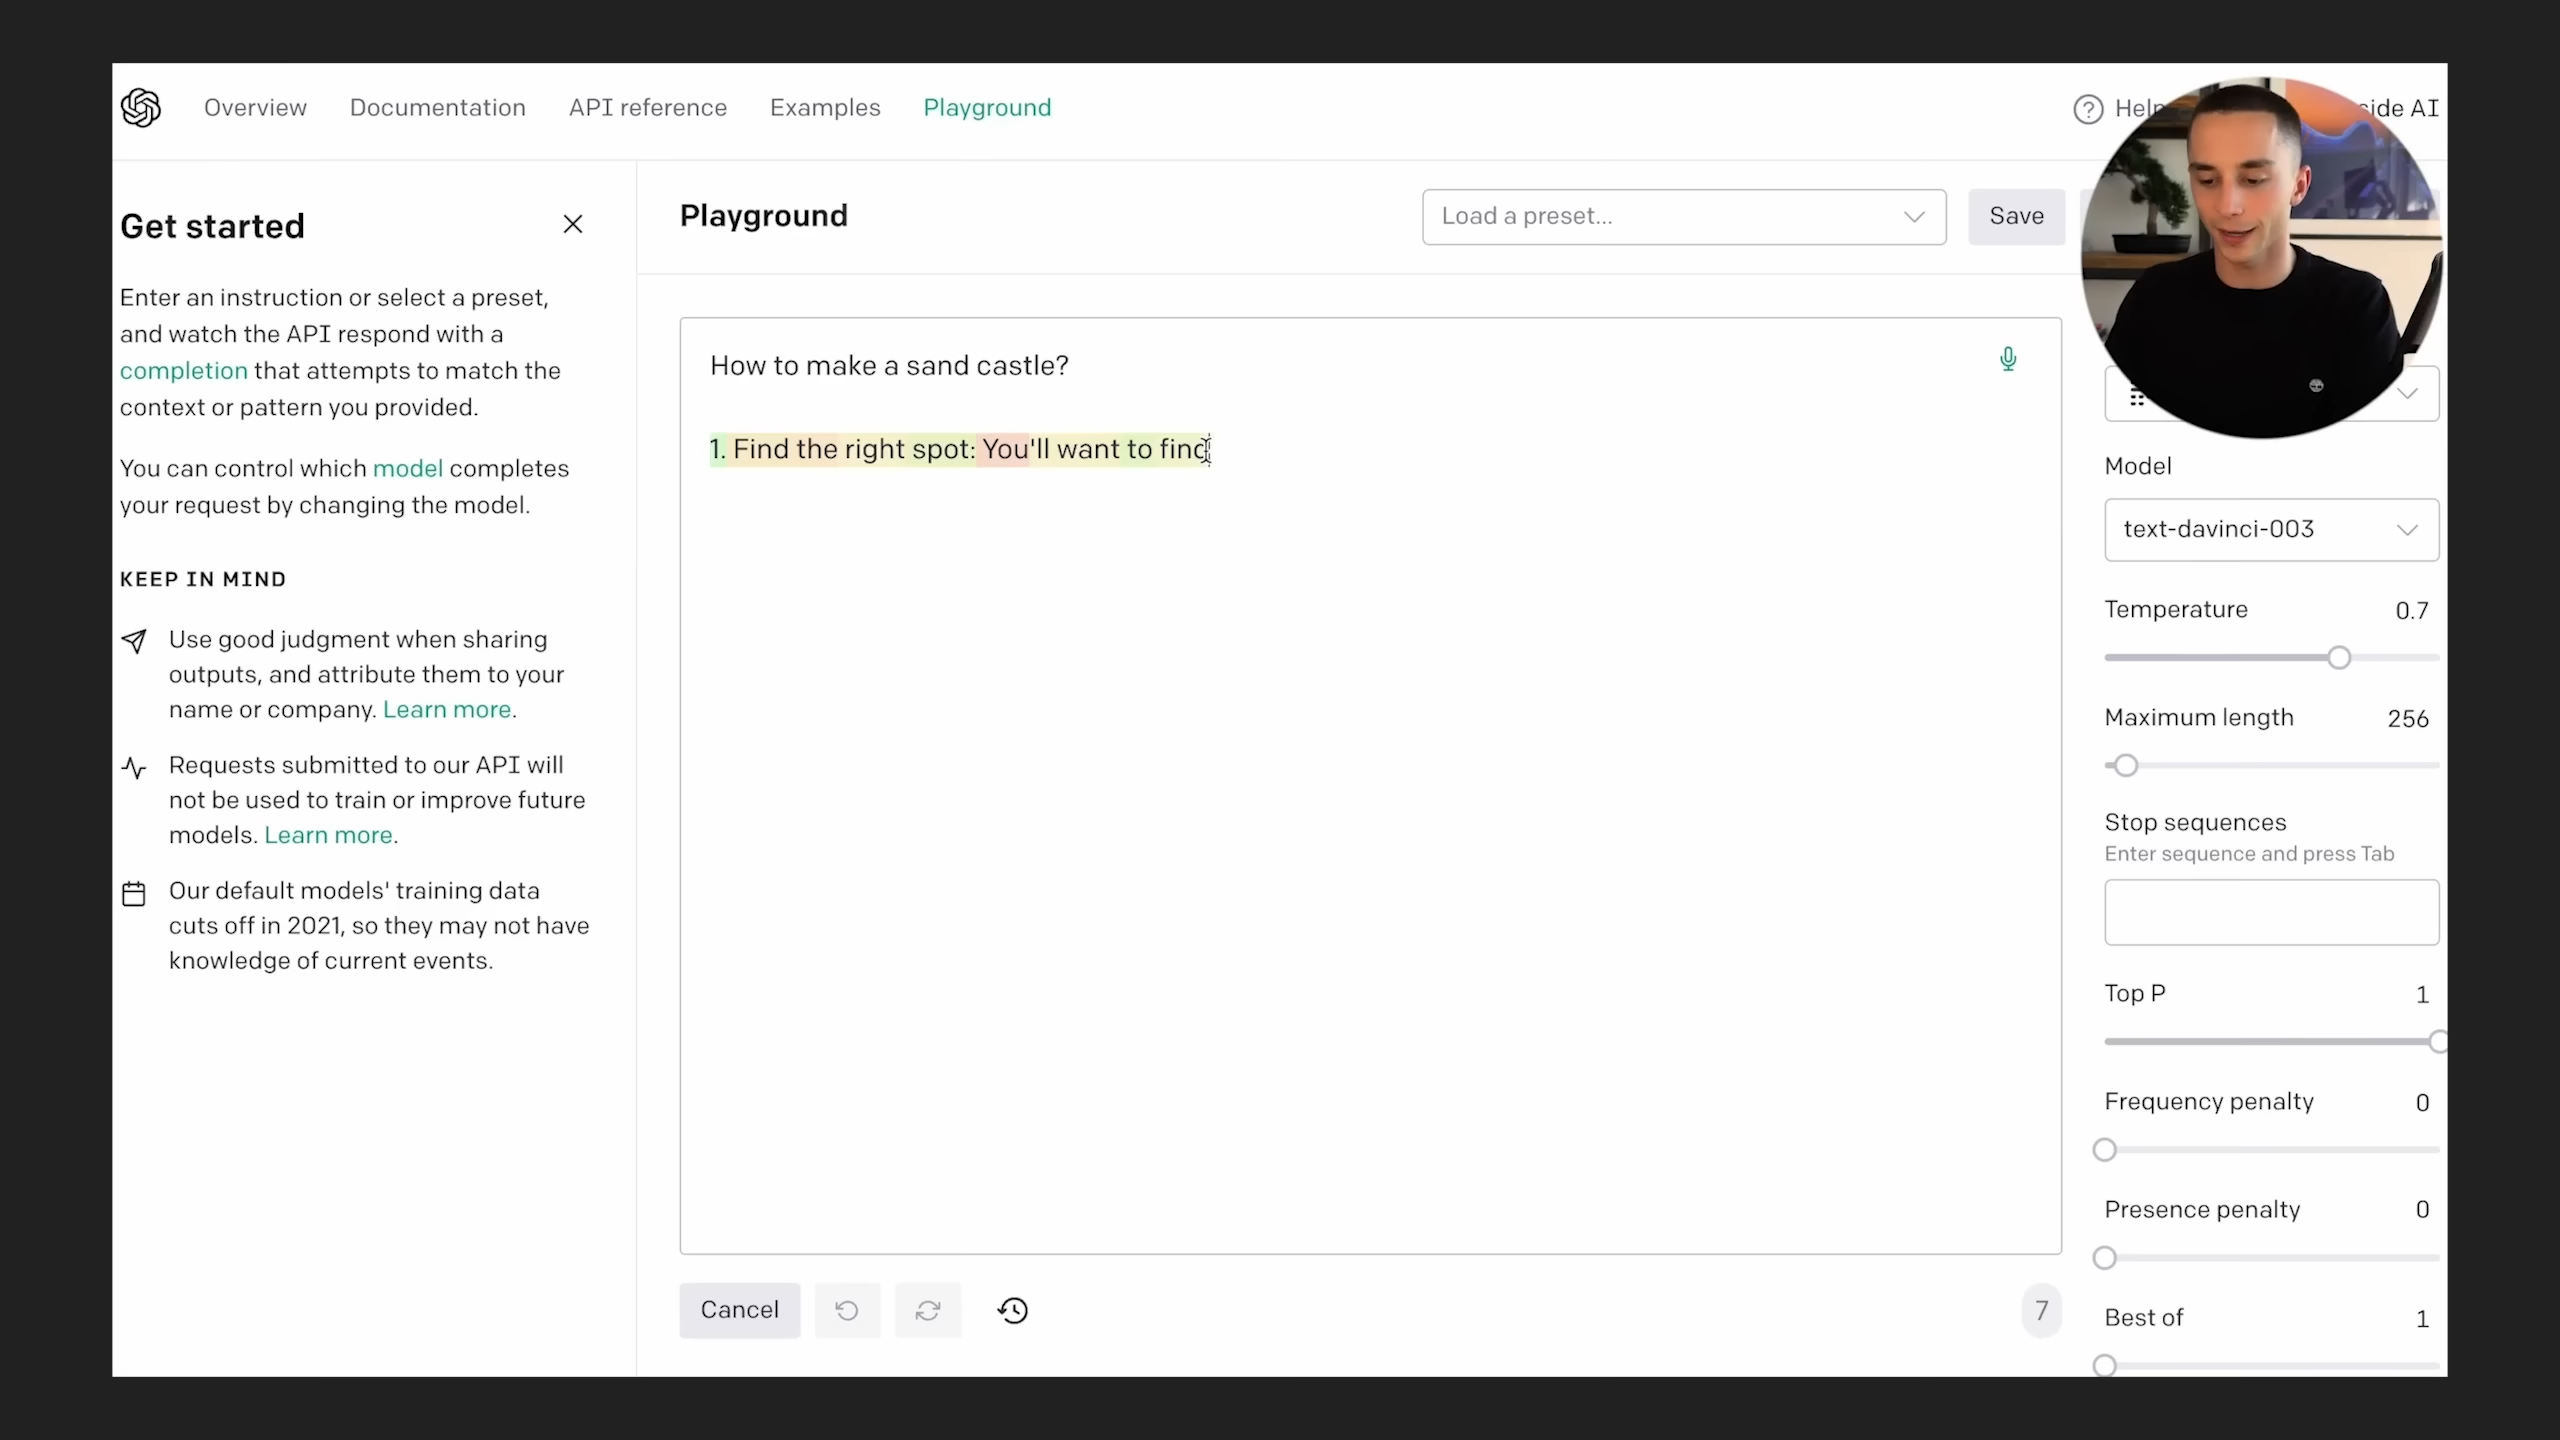 Overview Documentation API reference Examples Playground
Help
side AI
Get started
Enter an instruction or select a preset,
and watch the API respond with a
completion that attempts to match the
context or pattern you provided.
You can control which model completes
your request by changing the model.
KEEP IN MIND
Use good judgment when sharing
outputs, and attribute them to your
name or company. Learn more.
Requests submitted to our API will
not be used to train or improve future
models. Learn more.
Our default models' training data
cuts off in 2021, so they may not have
knowledge of current events.
Playground
Load a preset...
Save
How to make a sand castle?
1. Find the right spot: You'll want to find
Cancel
7
Model
text-davinci-003
Temperature 0.7
Maximum length 256
Stop sequences
Enter sequence and press Tab
Top P 1
Frequency penalty 0
Presence penalty 0
Best of 1